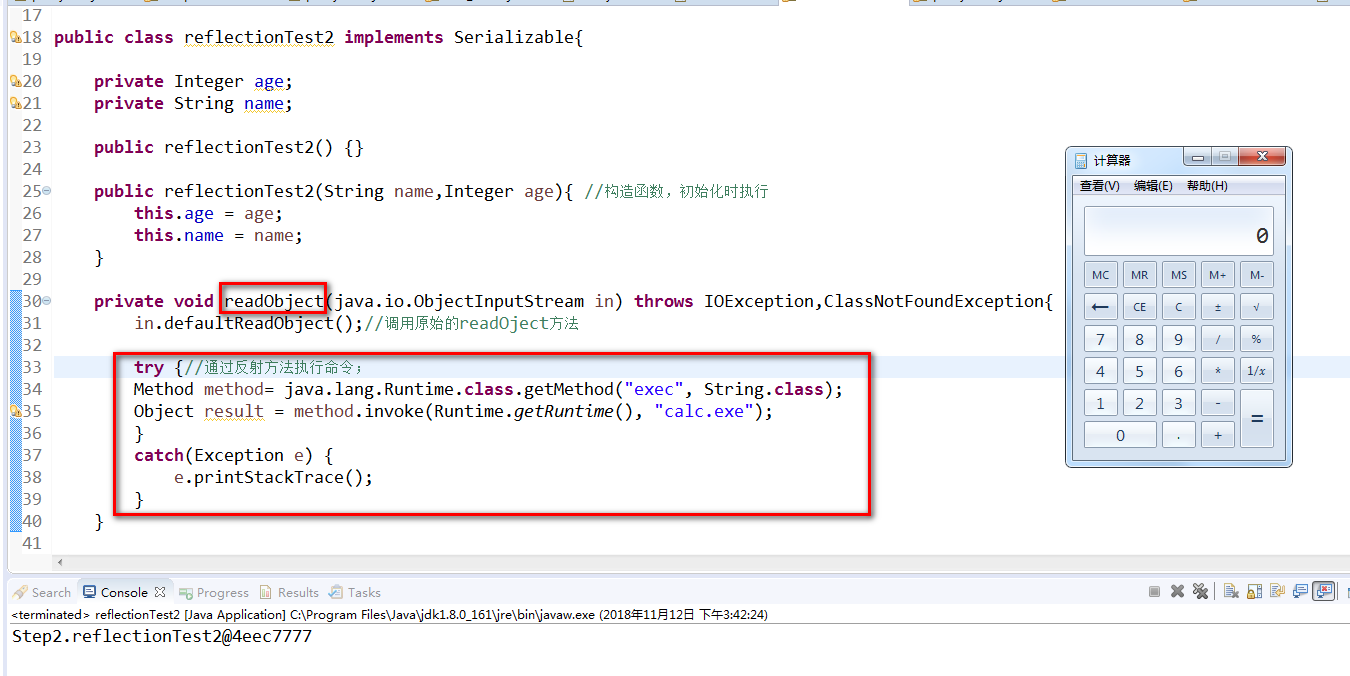 17
18 public class reflectionTest2 implements Serializable{
19
20 private Integer age;
21 private String name;
22
23 public reflectionTest2() {}
24
25 public reflectionTest2(String name,Integer age){ //构造函数，初始化时执行
26 this.age = age;
27 this.name = name;
28 }
29
30 private void readObject(java.io.ObjectInputStream in) throws IOException,ClassNotFoundException{
31 in.defaultReadObject();//调用原始的readOject方法
32
33 try {//通过反射方法执行命令；
34 Method method= java.lang.Runtime.class.getMethod("exec", String.class);
35 Object result = method.invoke(Runtime.getRuntime(), "calc.exe");
36 }
37 catch(Exception e) {
38 e.printStackTrace();
39 }
40 }
41
计算器
查看(V) 编辑(E) 帮助(H)
0
MC MR MS M+ M-
← CE C ± √
7 8 9 / %
4 5 6 * 1/x
1 2 3 - =
0 . +
Search Console Progress Results Tasks
<terminated> reflectionTest2 [Java Application] C:\Program Files\Java\jdk1.8.0_161\jre\bin\javaw.exe (2018年11月12日 下午3:42:24)
Step2.reflectionTest2@4eec7777